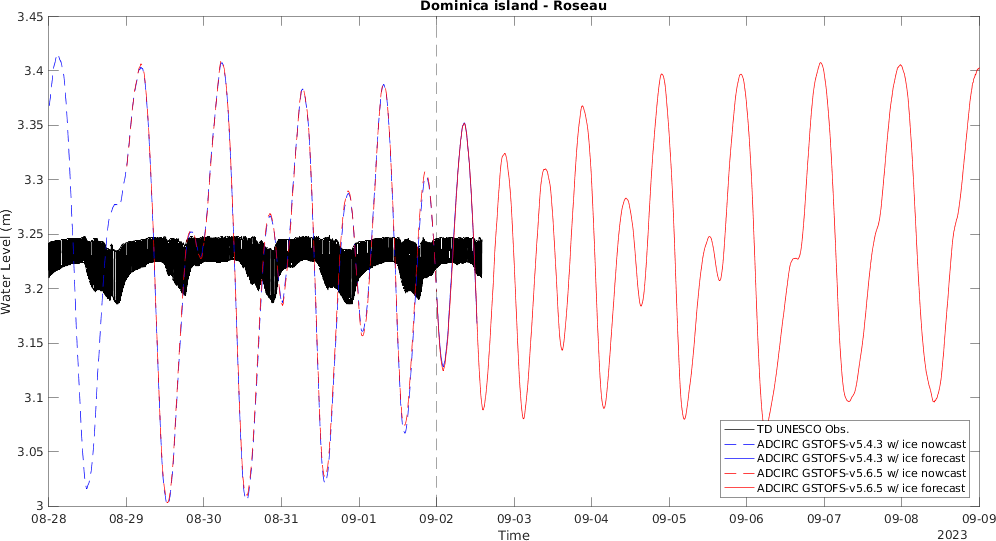 Dominica island - Roseau
3.45
3.4
3.35
3.3
3.25
3.2
3.15
3.1
3.05
3
Water Level (m)
TD UNESCO Obs.
ADCIRC GSTOFS-v5.4.3 w/ ice nowcast
ADCIRC GSTOFS-v5.4.3 w/ ice forecast
ADCIRC GSTOFS-v5.6.5 w/ ice nowcast
ADCIRC GSTOFS-v5.6.5 w/ ice forecast
08-28 08-29 08-30 08-31 09-01 09-02 09-03 09-04 09-05 09-06 09-07 09-08 09-09
Time
2023